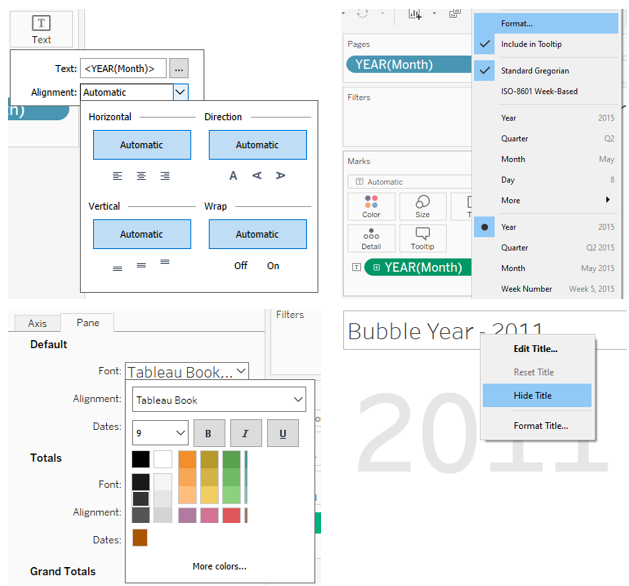 Text
Text: <YEAR(Month)> ...
Alignment: Automatic
Horizontal Direction
Automatic Automatic
A A A
Vertical Wrap
Automatic Automatic
Off On
Pages
YEAR(Month)
Filters
Marks
Automatic
Color Size
Detail Tooltip
YEAR(Month)
Format...
Include in Tooltip
Standard Gregorian
ISO-8601 Week-Based
Year 2015
Quarter Q2
Month May
Day 8
More
Year 2015
Quarter Q2 2015
Month May 2015
Week Number Week 5, 2015
Axis Pane
Default
Font: Tableau Book...
Alignment:
Dates:
Totals
Font:
Alignment:
Dates:
Grand Totals
Tableau Book
9 B I U
More colors...
Filters
Bubble Year - 2011
Edit Title...
Reset Title
Hide Title
Format Title...
2011